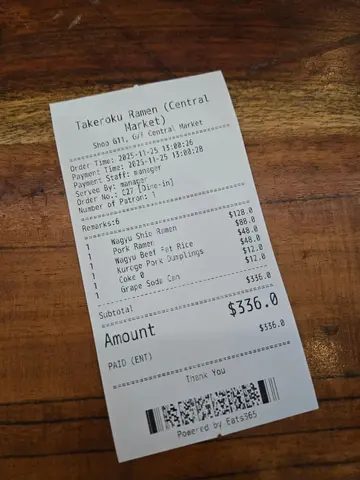 Takeroku Ramen (Central
Market)
Shop G11, G/F Central Market
Order Time: 2025-11-25 13:00:26
Payment Time: 2025-11-25 13:00:28
Payment Staff: manager
Served By: manager
Order No.: C27 [Dine-in]
Number of Patron: 1
Remarks:6
1 Wagyu Shio Ramen $128.0
1 Pork Ramen $88.0
1 Wagyu Beef Fat Rice $48.0
1 Kuroge Pork Dumplings $48.0
1 Coke 0 $12.0
1 Grape Soda Can $12.0
Subtotal $336.0
Amount $336.0
PAID (ENT) $336.0
Thank You
Powered by Eats365